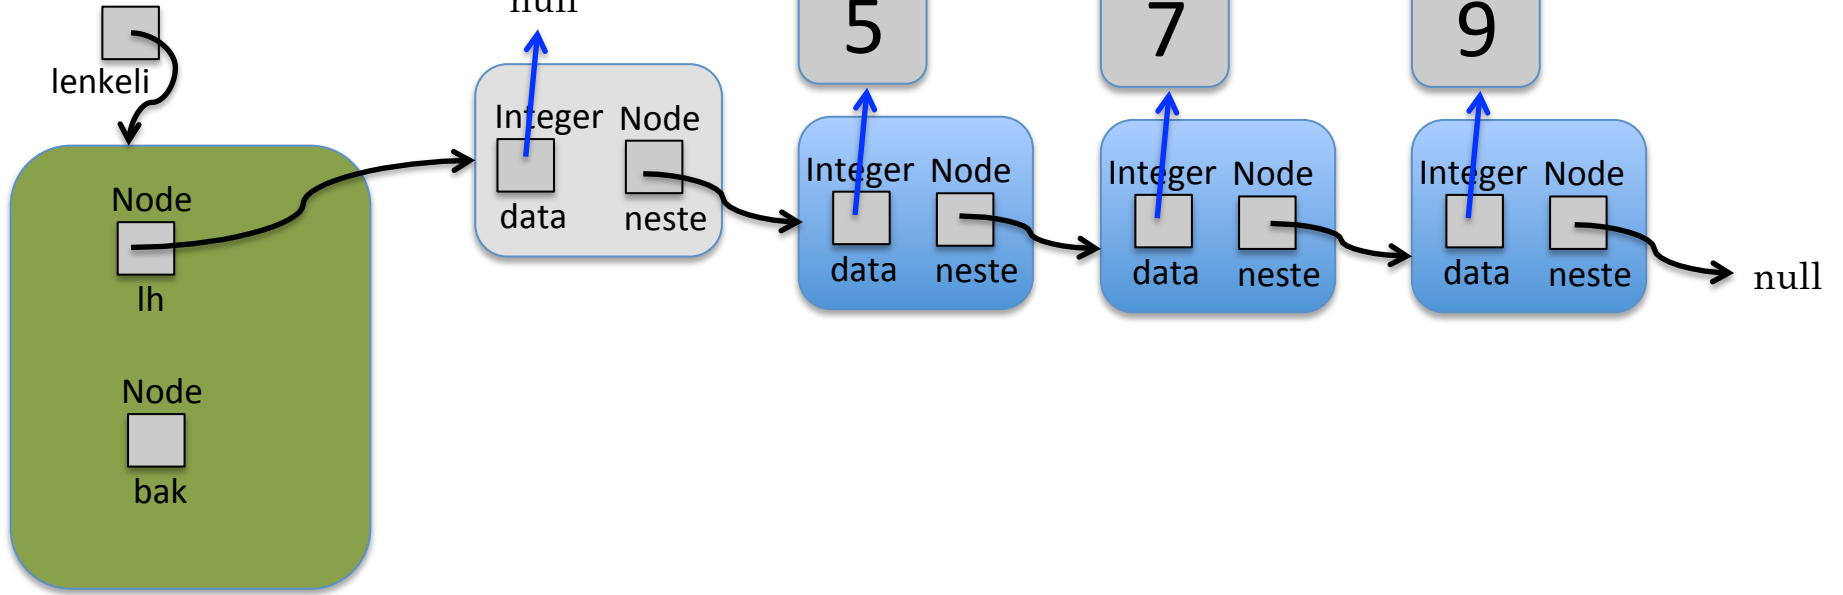 null
5
7
9
lenkeli
Integer Node
data neste
Integer Node
data neste
Integer Node
data neste
Integer Node
data neste
null
Node
lh
Node
bak